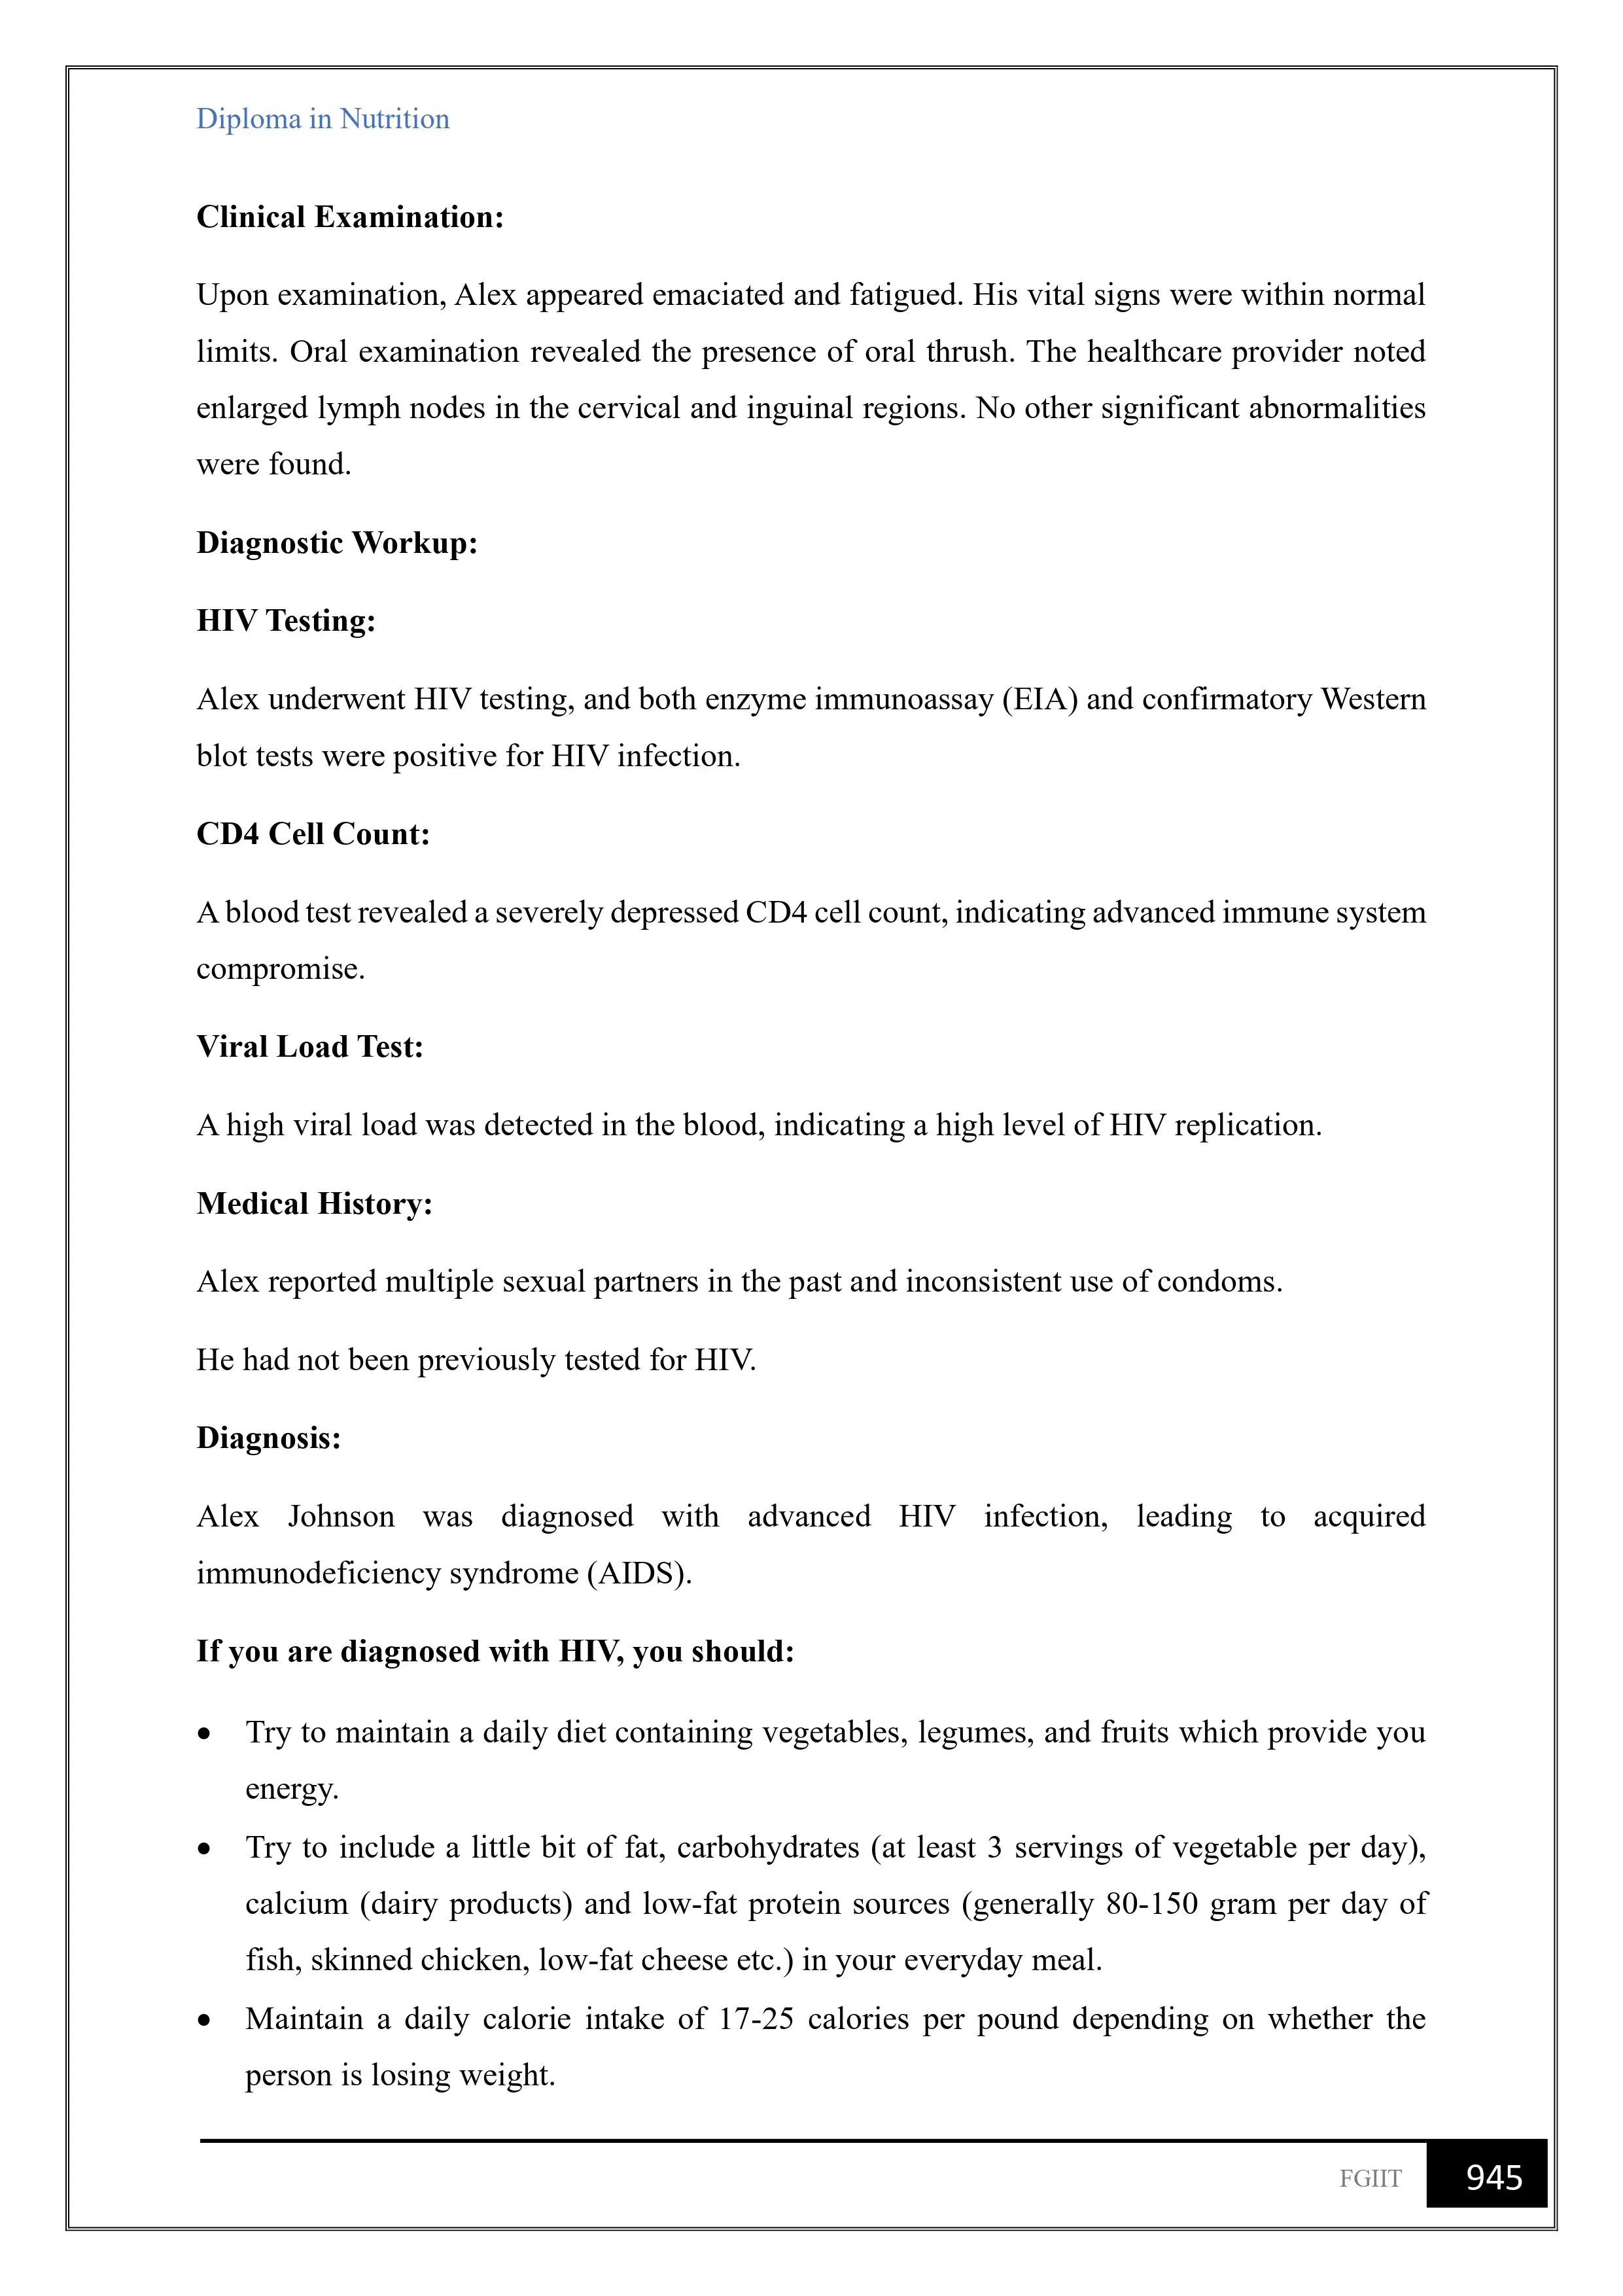 Diploma in Nutrition
Clinical Examination:
Upon examination, Alex appeared emaciated and fatigued. His vital signs were within normal
limits. Oral examination revealed the presence of oral thrush. The healthcare provider noted
enlarged lymph nodes in the cervical and inguinal regions. No other significant abnormalities
were found.
Diagnostic Workup:
HIV Testing:
Alex underwent HIV testing, and both enzyme immunoassay (EIA) and confirmatory Western
blot tests were positive for HIV infection.
CD4 Cell Count:
A blood test revealed a severely depressed CD4 cell count, indicating advanced immune system
compromise.
Viral Load Test:
A high viral load was detected in the blood, indicating a high level of HIV replication.
Medical History:
Alex reported multiple sexual partners in the past and inconsistent use of condoms.
He had not been previously tested for HIV.
Diagnosis:
Alex Johnson was diagnosed with advanced HIV infection, leading to acquired
immunodeficiency syndrome (AIDS).
If you are diagnosed with HIV, you should:
• Try to maintain a daily diet containing vegetables, legumes, and fruits which provide you
energy.
• Try to include a little bit of fat, carbohydrates (at least 3 servings of vegetable per day),
calcium (dairy products) and low-fat protein sources (generally 80-150 gram per day of
fish, skinned chicken, low-fat cheese etc.) in your everyday meal.
• Maintain a daily calorie intake of 17-25 calories per pound depending on whether the
person is losing weight.
FGIIT 945